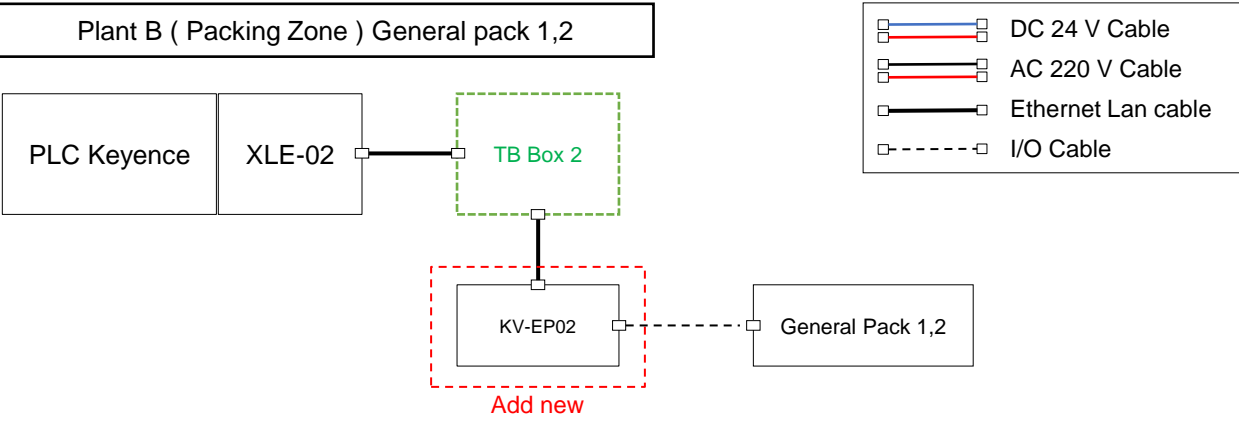 Plant B ( Packing Zone ) General pack 1,2
DC 24 V Cable
AC 220 V Cable
Ethernet Lan cable
I/O Cable
PLC Keyence
XLE-02
TB Box 2
KV-EP02
General Pack 1,2
Add new